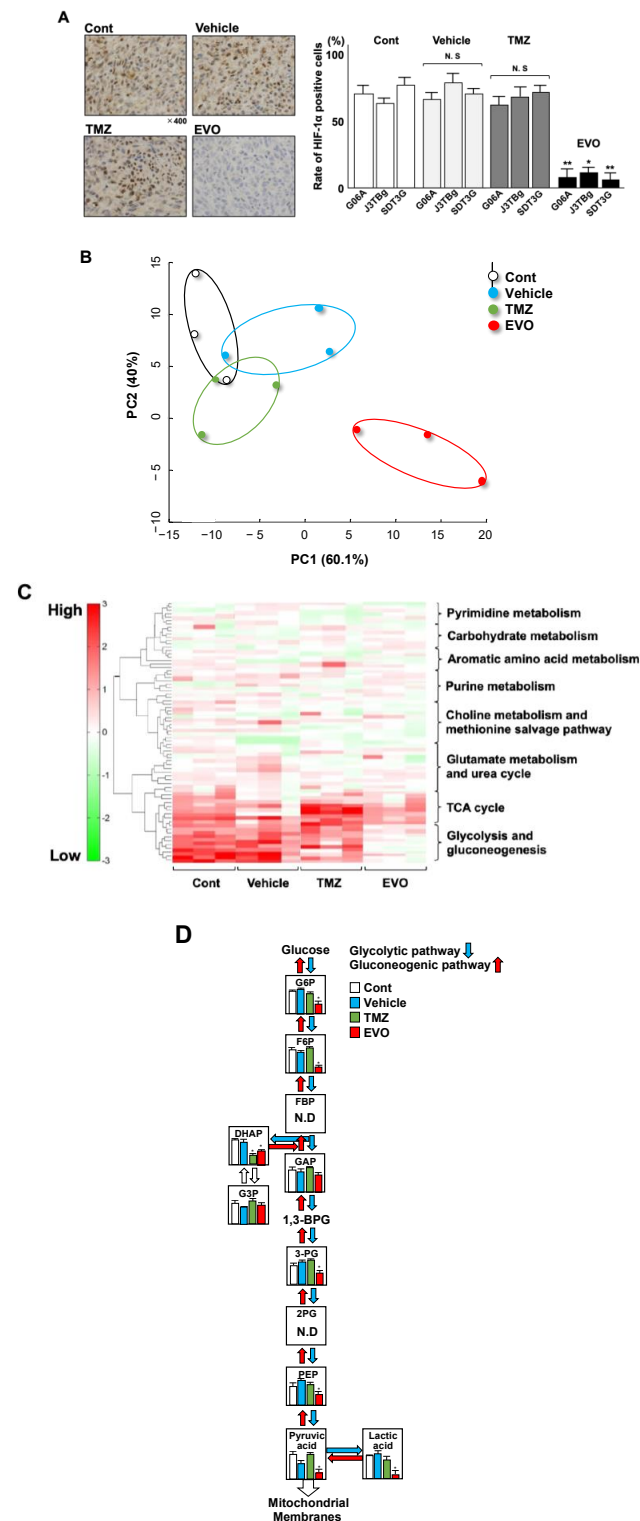 A
Cont
Vehicle
×400
TMZ
EVO
(%)
100
50
0
Rate of HIF-1α positive cells
Cont
Vehicle
TMZ
N. S
N. S
EVO
**
*
**
G06A
J3TBg
SDT3G
G06A
J3TBg
SDT3G
G06A
J3TBg
SDT3G
G06A
J3TBg
SDT3G
B
15
10
5
0
−5
−10
PC2 (40%)
−15
−10
−5
0
5
10
15
20
PC1 (60.1%)
Cont
Vehicle
TMZ
EVO
C
High
Low
3
2
1
0
-1
-2
-3
Pyrimidine metabolism
Carbohydrate metabolism
Aromatic amino acid metabolism
Purine metabolism
Choline metabolism and
methionine salvage pathway
Glutamate metabolism
and urea cycle
TCA cycle
Glycolysis and
gluconeogenesis
Cont
Vehicle
TMZ
EVO
D
Glucose
Glycolytic pathway
Gluconeogenic pathway
Cont
Vehicle
TMZ
EVO
G6P
*
F6P
*
FBP
N.D
DHAP
*
*
GAP
G3P
1,3-BPG
3-PG
*
2PG
N.D
PEP
*
Pyruvic
acid
*
Lactic
acid
*
Mitochondrial
Membranes